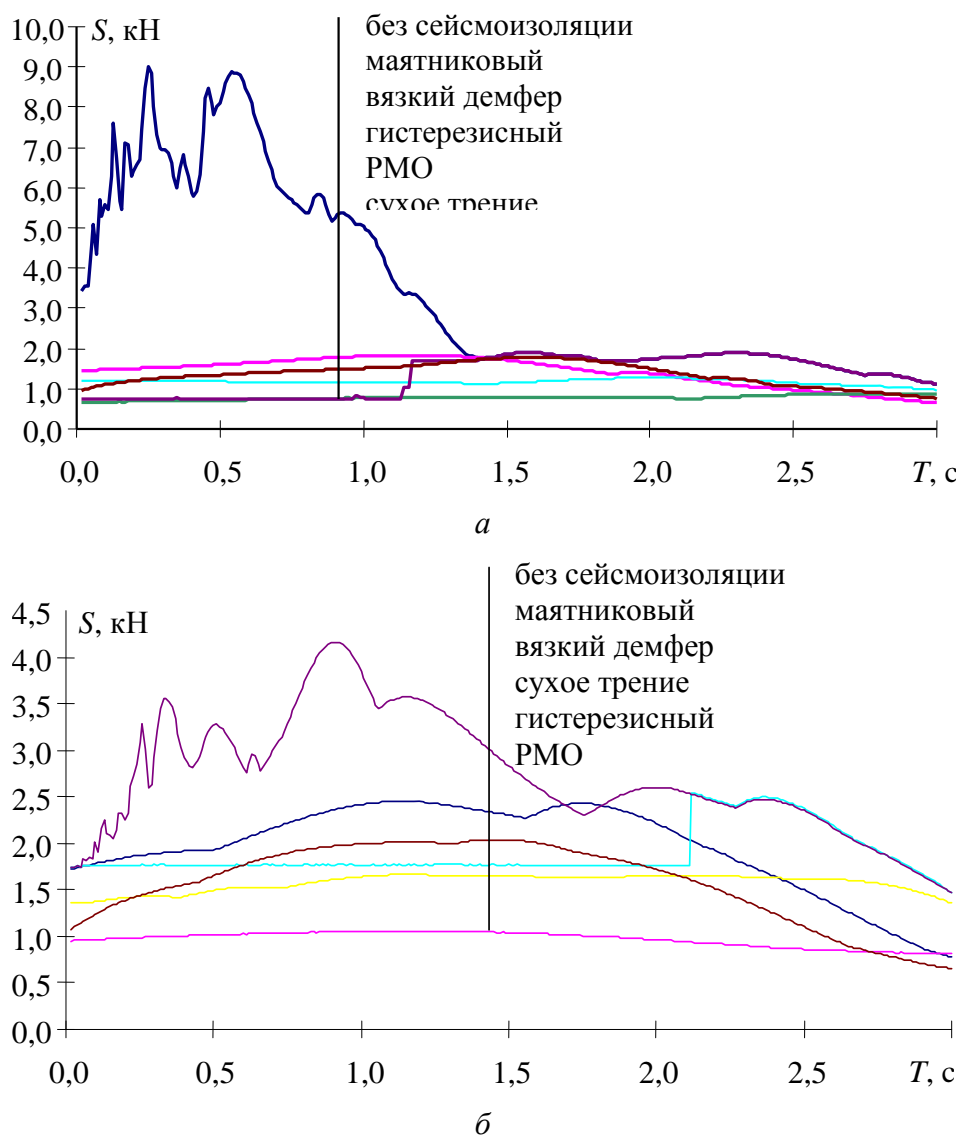 10,0
S, кН
без сейсмоизоляции
маятниковый
вязкий демфер
гистерезисный
РМО
сухое трение
9,0
8,0
7,0
6,0
5,0
4,0
3,0
2,0
1,0
0,0
0,0 0,5 1,0 1,5 2,0 2,5 T, с
а
4,5
S, кН
без сейсмоизоляции
маятниковый
вязкий демфер
сухое трение
гистерезисный
РМО
4,0
3,5
3,0
2,5
2,0
1,5
1,0
0,5
0,0
0,0 0,5 1,0 1,5 2,0 2,5 T, с
б